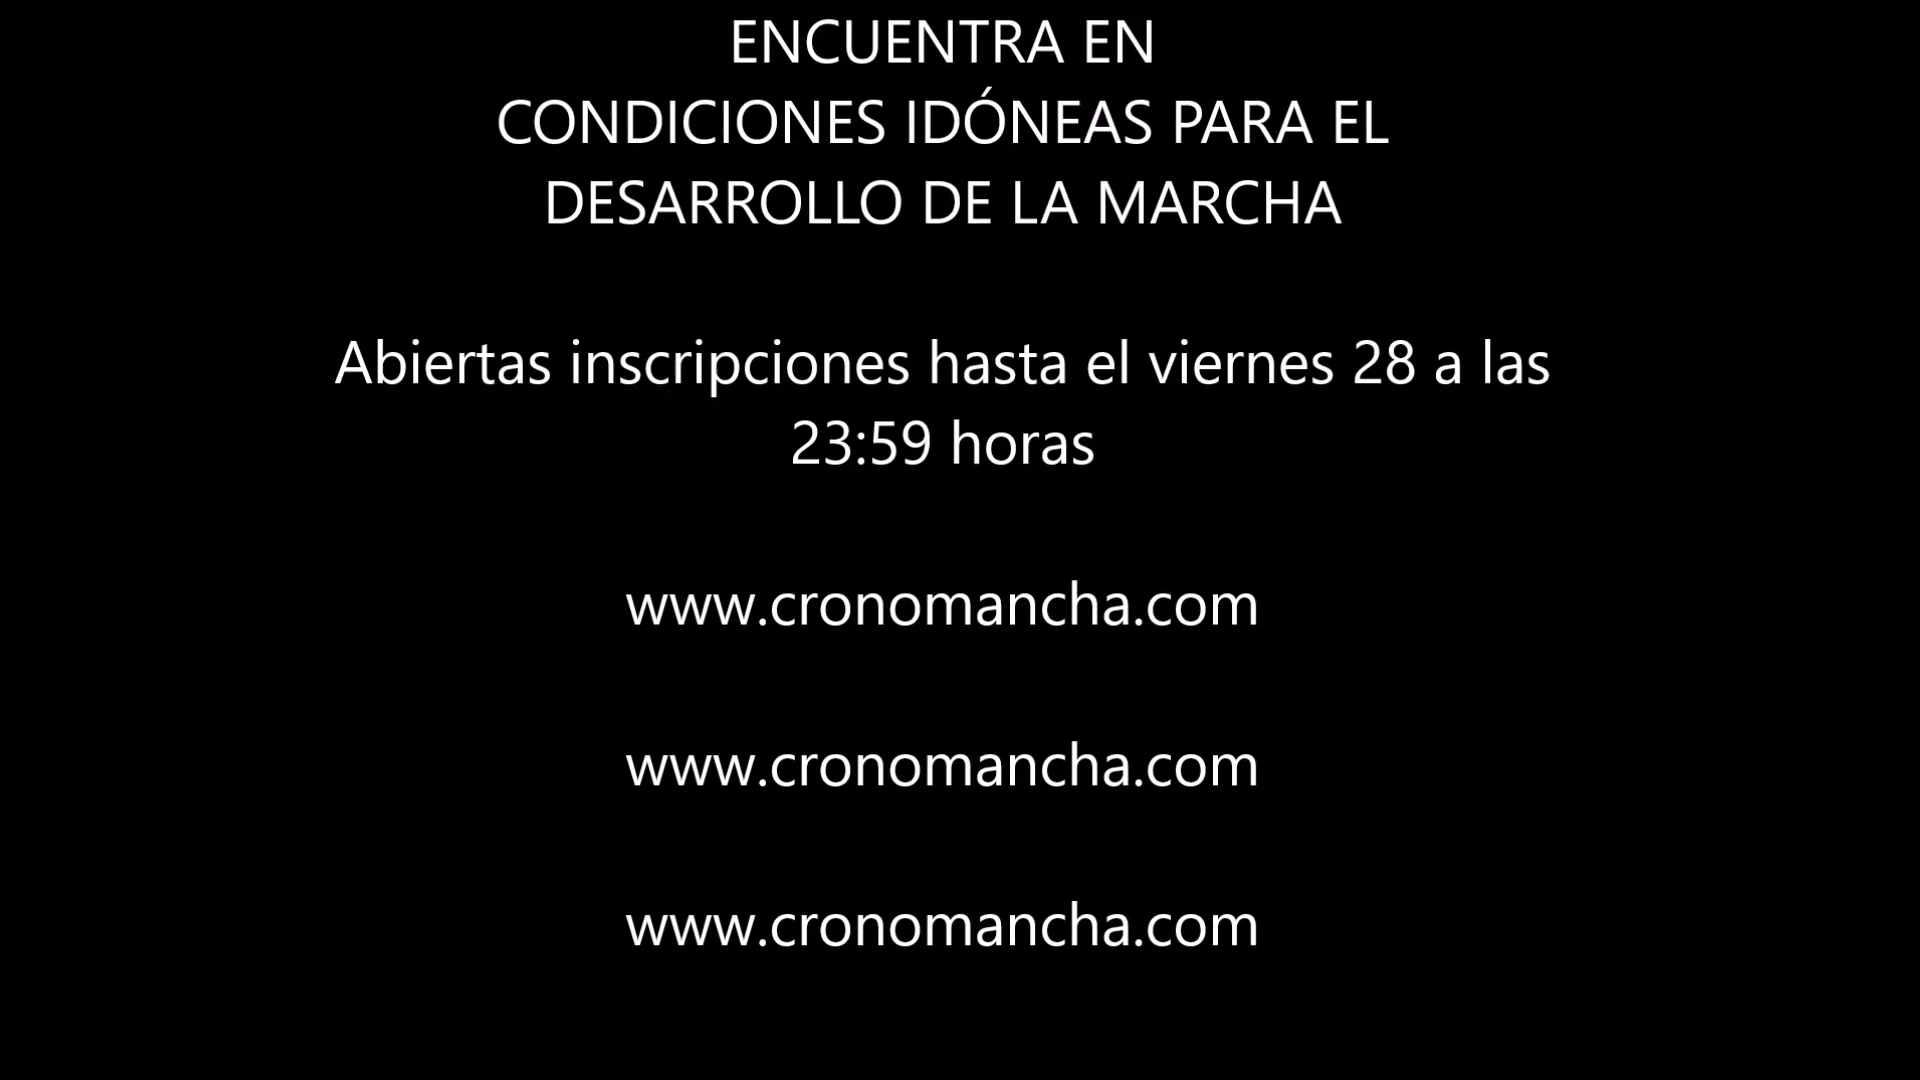 ENCUENTRA EN
CONDICIONES IDÓNEAS PARA EL
DESARROLLO DE LA MARCHA
Abiertas inscripciones hasta el viernes 28 a las
23:59 horas
www.cronomancha.com
www.cronomancha.com
www.cronomancha.com